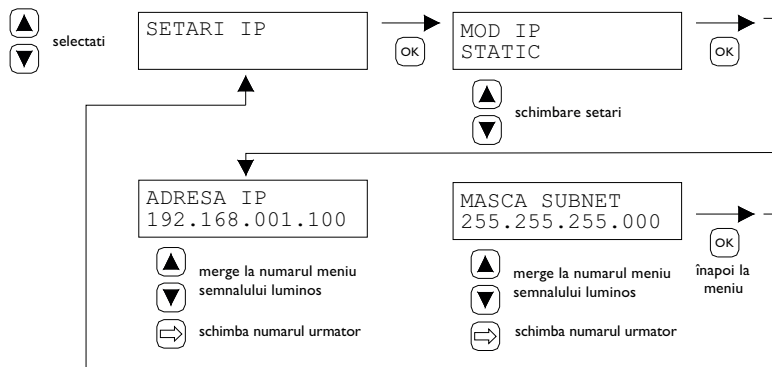 selectati
SETARI IP
OK
MOD IP
STATIC
OK
schimbare setari
ADRESA IP
192.168.001.100
merge la numarul meniu
semnalului luminos
schimba numarul urmator
MASCA SUBNET
255.255.255.000
merge la numarul meniu
semnalului luminos
schimba numarul urmator
OK
înapoi la
meniu